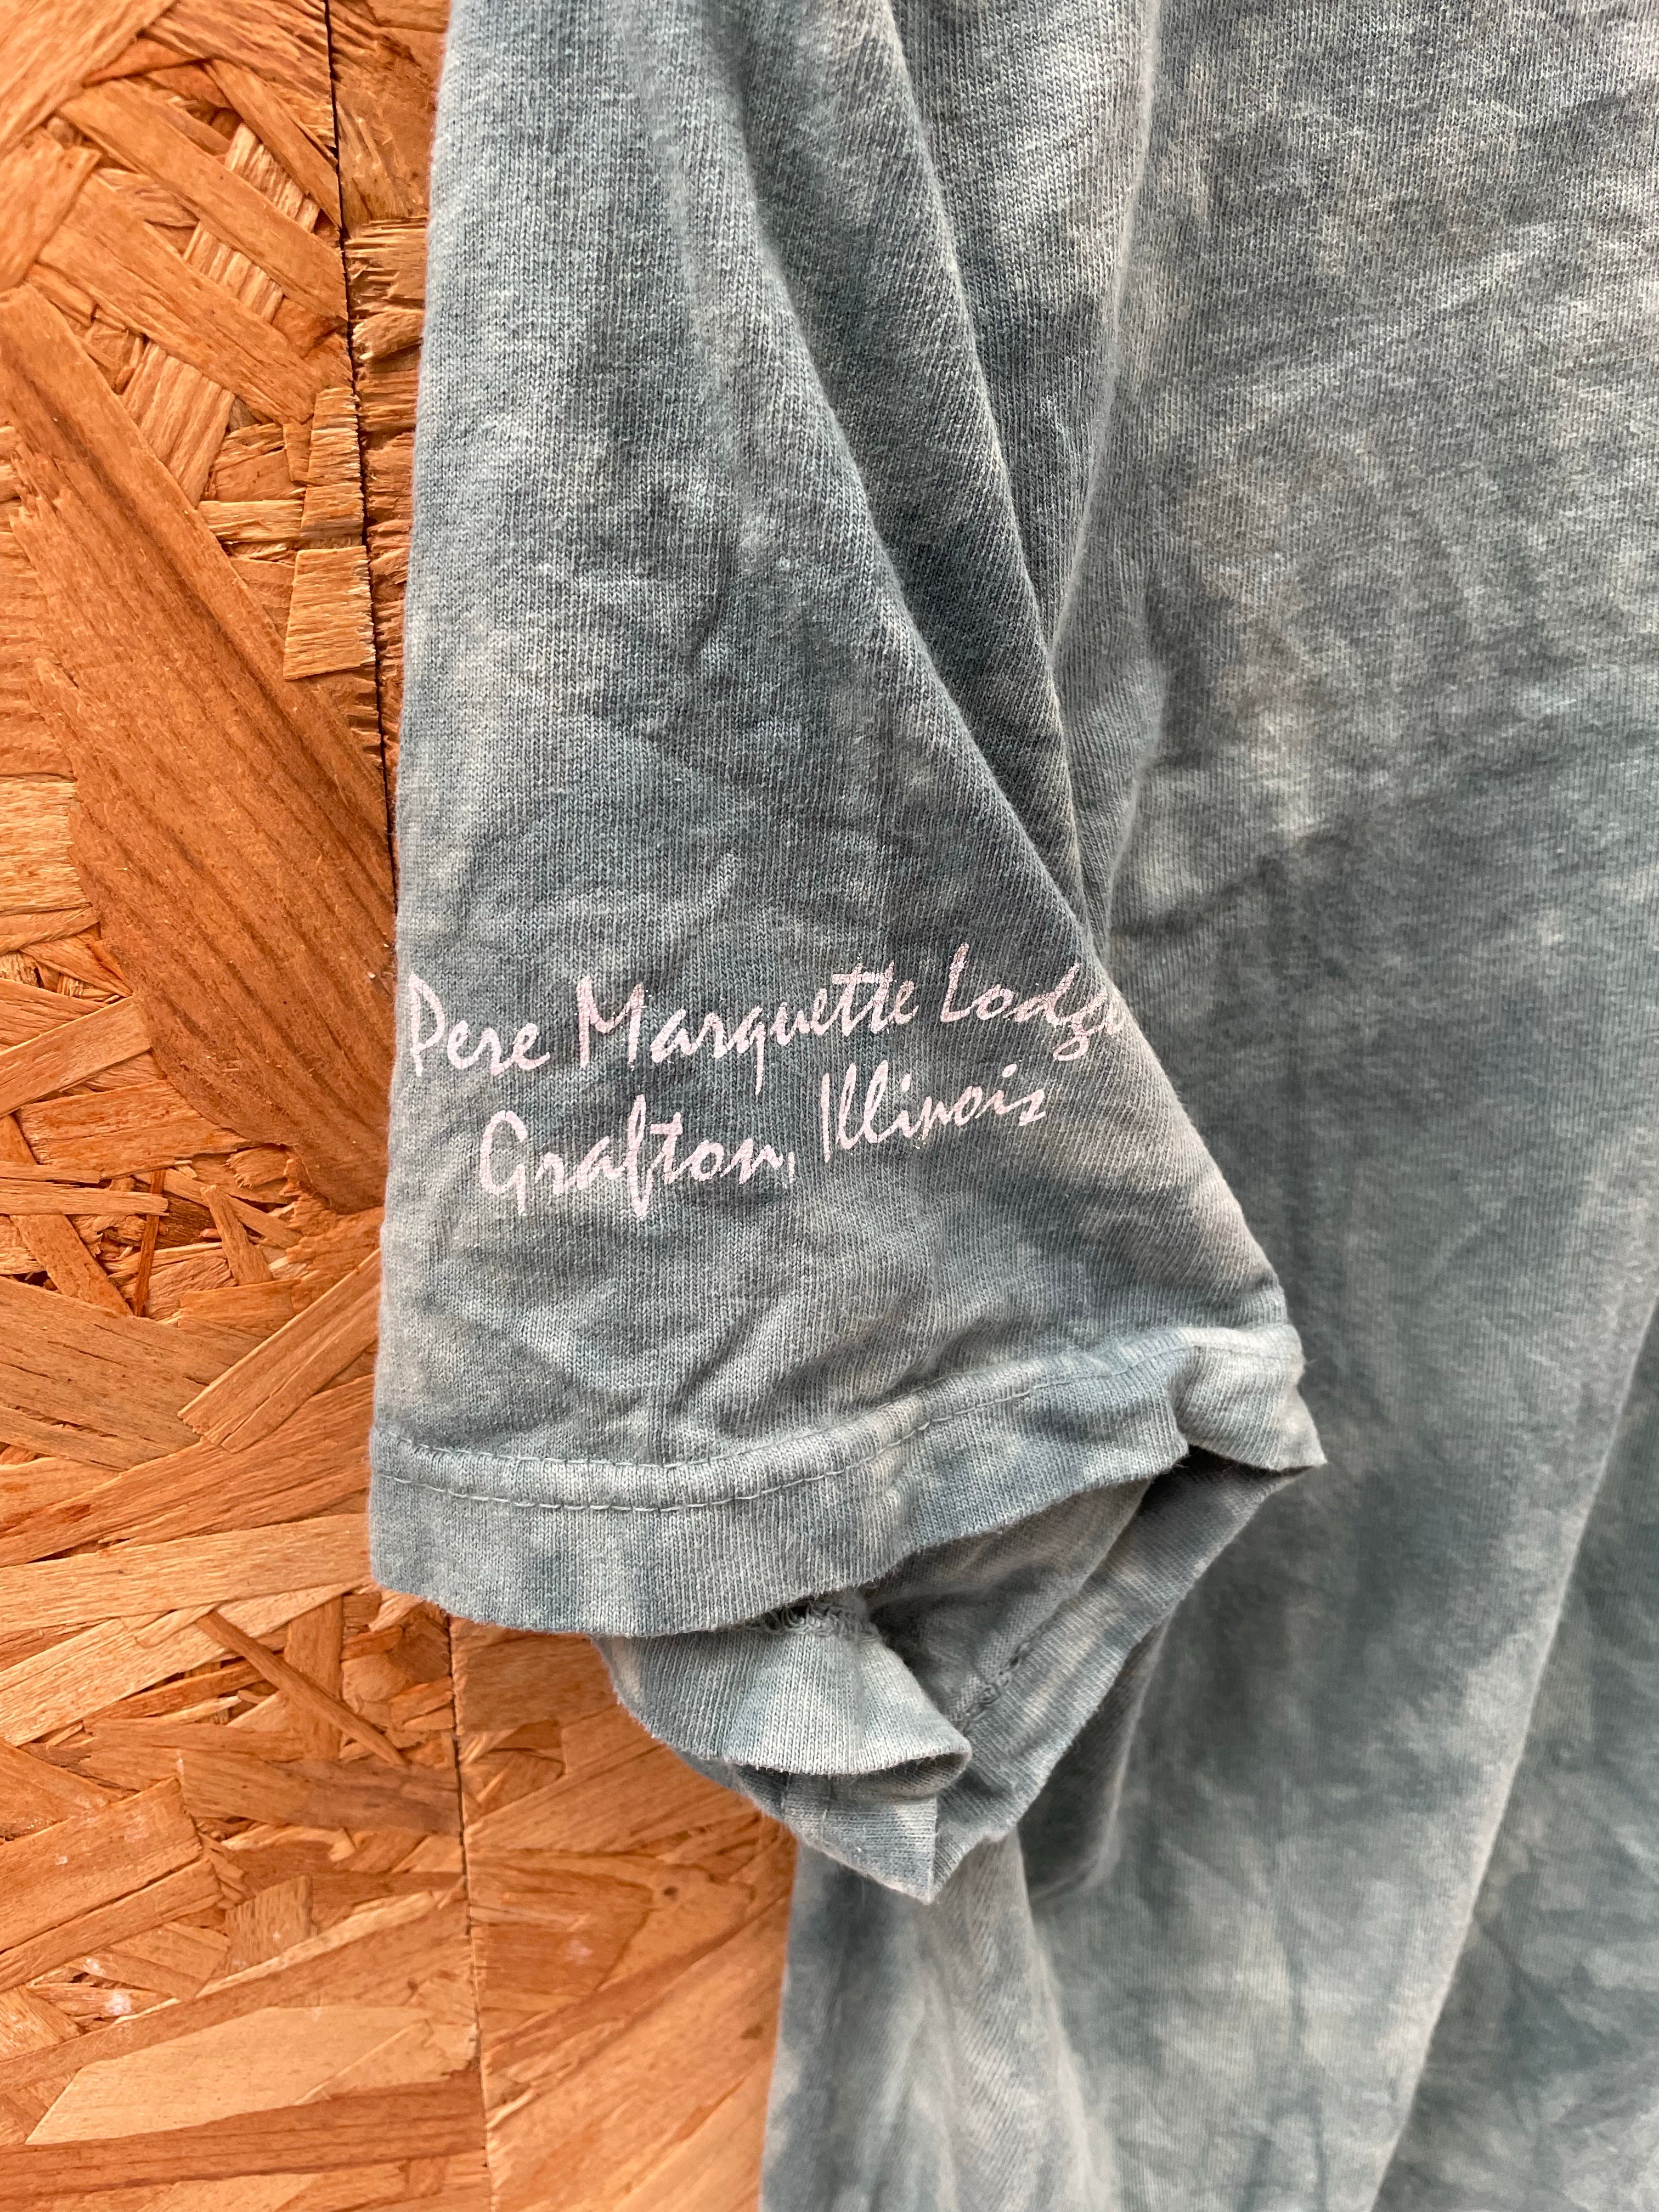 Pere Marquette Lodge
Grafton, Illinois